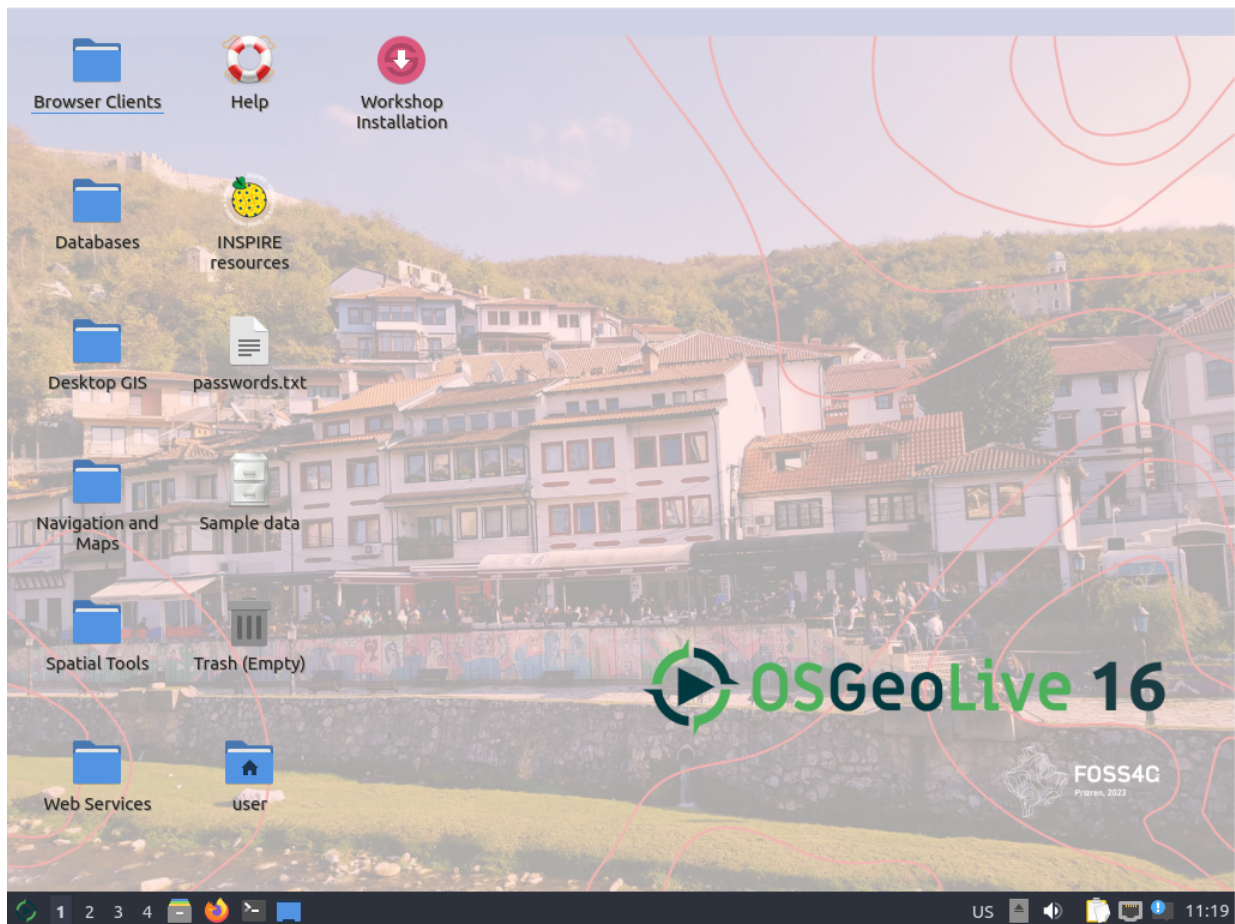 Browser Clients
Help
Workshop
Installation
Databases
INSPIRE
resources
Desktop GIS
passwords.txt
Navigation and
Maps
Sample data
Spatial Tools
Trash (Empty)
OSGeoLive 16
Web Services
user
FOSS4G
Prizren, 2023
1 2 3 4
US
11:19